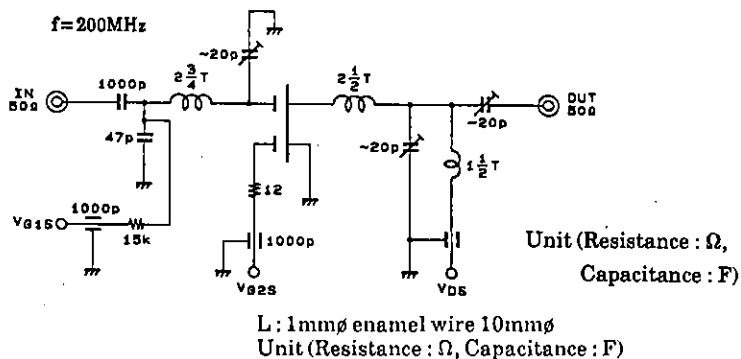 f=200MHz
~20p
IN
50Ω
1000p
2 3/4 T
2 1/2 T
OUT
50Ω
~20p
47p
~20p
1 1/2 T
12
1000p
VG1S
15k
1000p
VG2S
VDS
Unit (Resistance : Ω,
Capacitance : F)
L : 1mmø enamel wire 10mmø
Unit (Resistance : Ω, Capacitance : F)